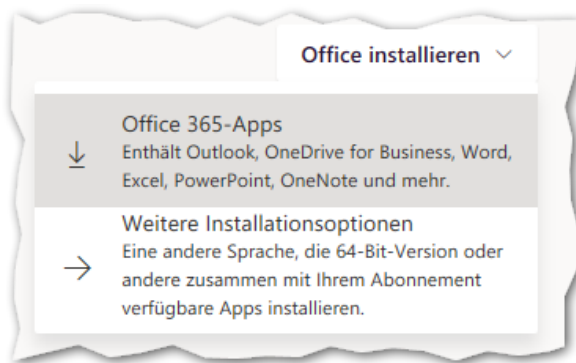 Office installieren
Office 365-Apps
Enthält Outlook, OneDrive for Business, Word,
Excel, PowerPoint, OneNote und mehr.
Weitere Installationsoptionen
Eine andere Sprache, die 64-Bit-Version oder
andere zusammen mit Ihrem Abonnement
verfügbare Apps installieren.